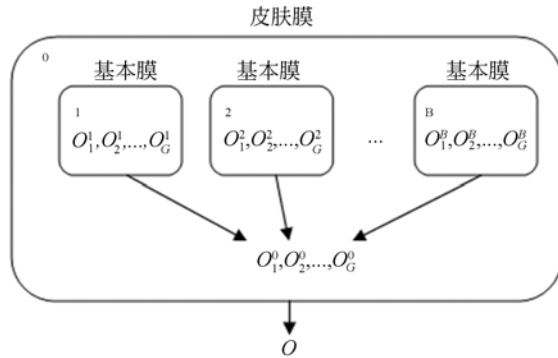 皮肤膜
0
基本膜 基本膜 基本膜
1 2 B
O_1^1,O_2^1,...,O_G^1 O_1^2,O_2^2,...,O_G^2 ... O_1^B,O_2^B,...,O_G^B
O_1^0,O_2^0,...,O_G^0
O